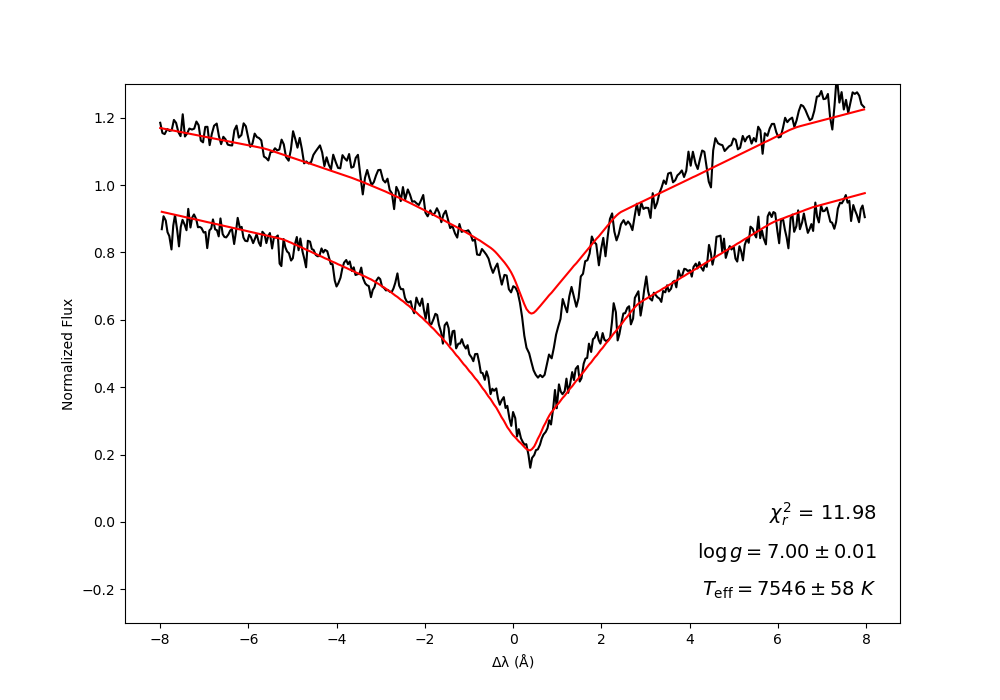 1.2
1.0
0.8
0.6
0.4
0.2
0.0
−0.2
Normalized Flux
χ²ᵣ = 11.98
log g = 7.00 ± 0.01
T_eff = 7546 ± 58 K
−8 −6 −4 −2 0 2 4 6 8
Δλ (Å)